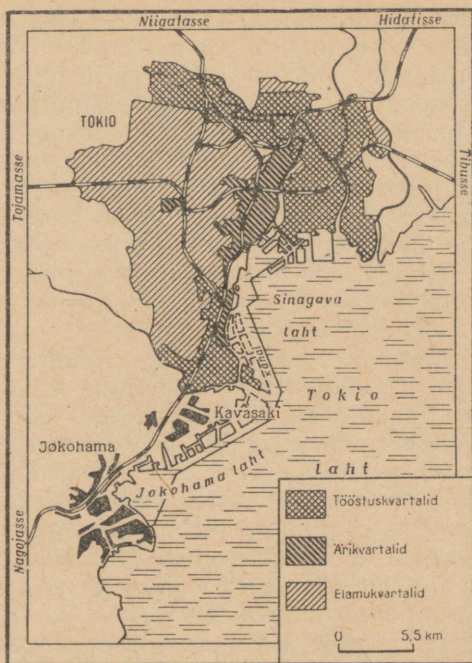 Niigatasse
Hidatisse
TOKIO
Tojamasse
Tibusse
Sinagava
laht
Kanal
Tokio
laht
Kavasaki
Jokohama
Jokohama laht
Nagojasse
Tööstuskvartalid
Ärikvartalid
Elamukvartalid
0 5,5 km